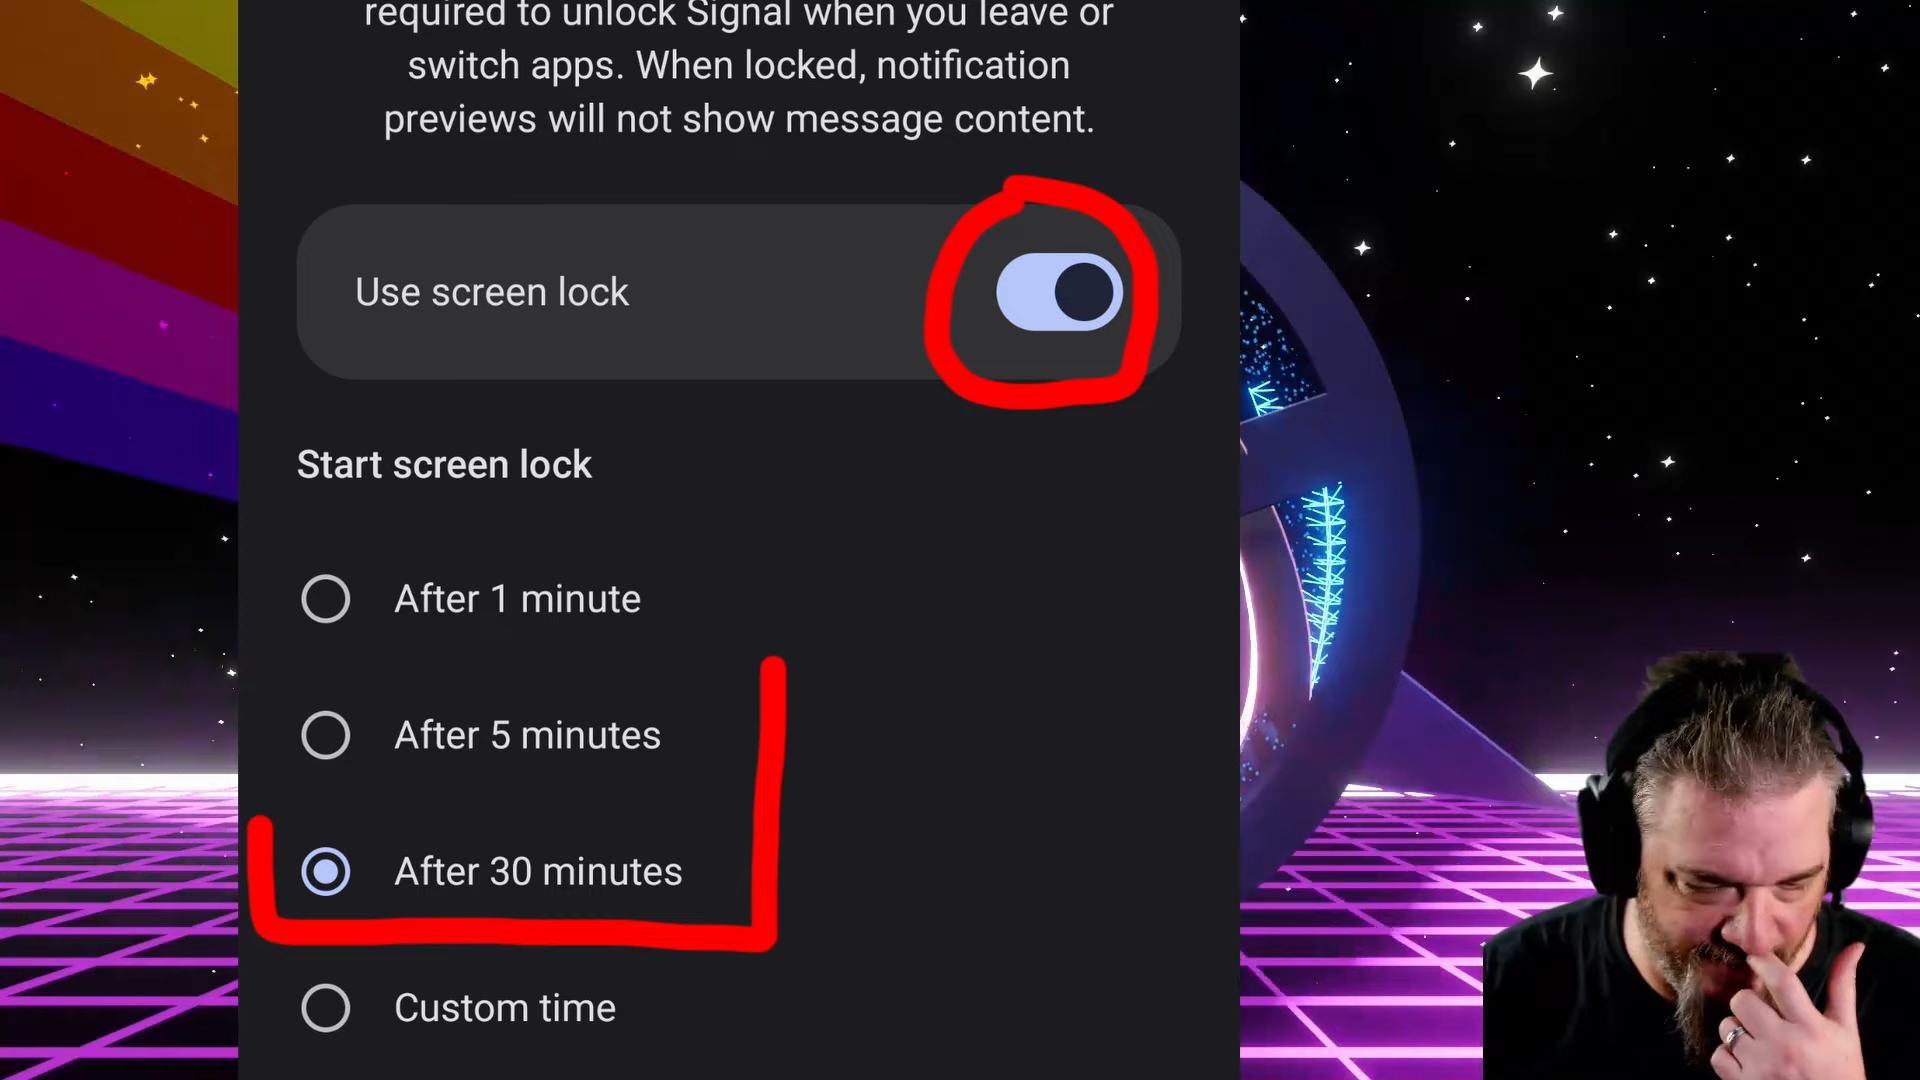 required to unlock Signal when you leave or
switch apps. When locked, notification
previews will not show message content.
Use screen lock
Start screen lock
After 1 minute
After 5 minutes
After 30 minutes
Custom time